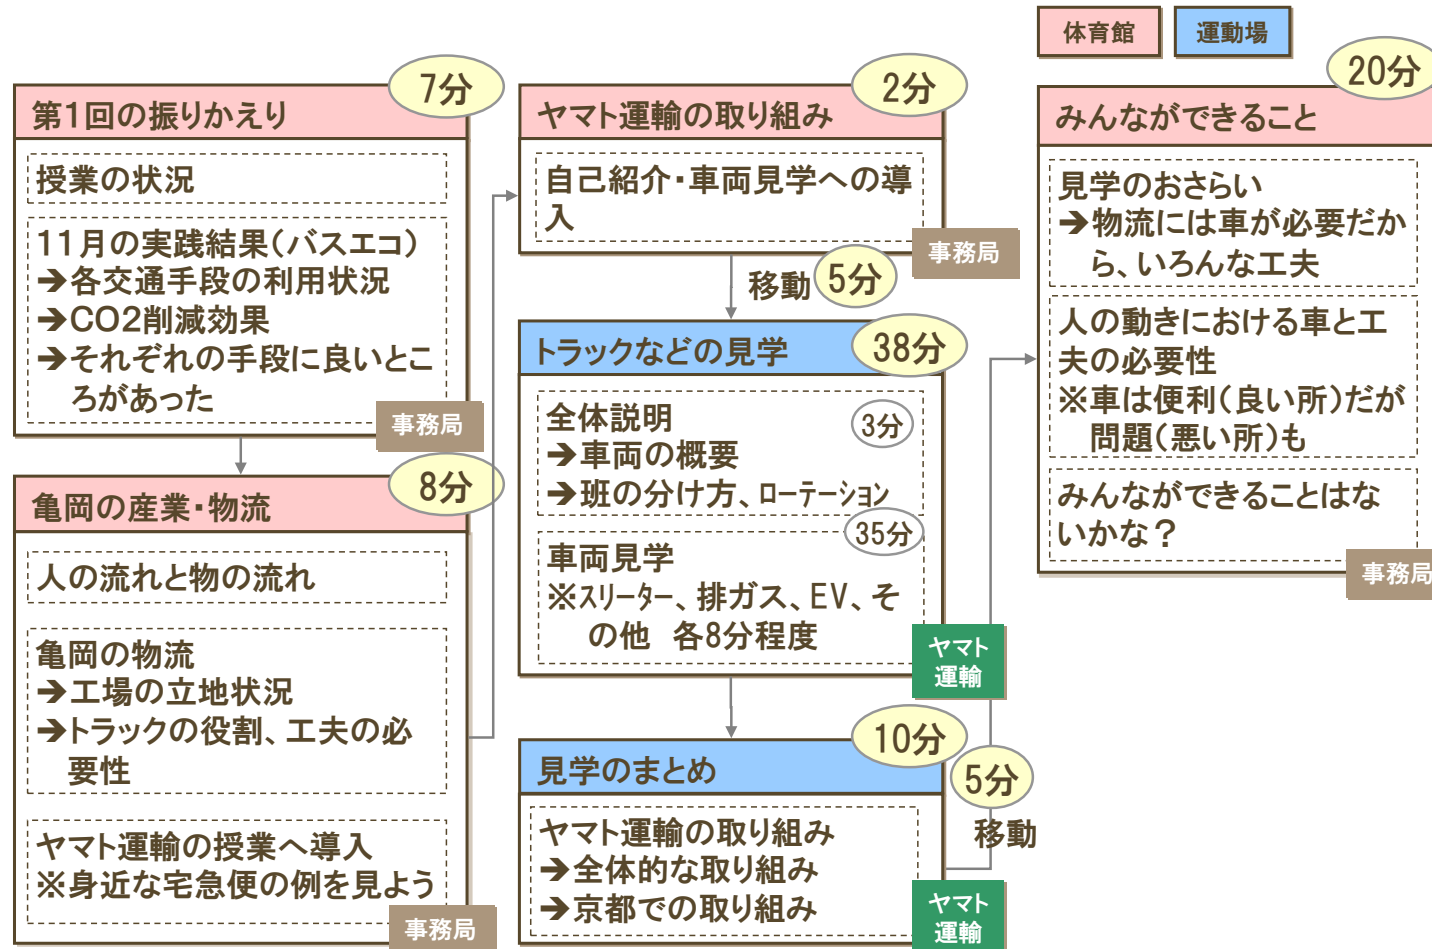 体育館
運動場
7分
第1回の振りかえり
授業の状況
11月の実践結果(バスエコ)
➔各交通手段の利用状況
➔CO2削減効果
➔それぞれの手段に良いとこ
ろがあった
事務局
8分
亀岡の産業・物流
人の流れと物の流れ
亀岡の物流
➔工場の立地状況
➔トラックの役割、工夫の必
要性
ヤマト運輸の授業へ導入
※身近な宅急便の例を見よう
事務局
2分
ヤマト運輸の取り組み
自己紹介・車両見学への導
入
事務局
移動 5分
トラックなどの見学
38分
全体説明
3分
➔車両の概要
➔班の分け方、ローテーション
35分
車両見学
※スリーター、排ガス、EV、そ
の他 各8分程度
ヤマト
運輸
10分
見学のまとめ
ヤマト運輸の取り組み
➔全体的な取り組み
➔京都での取り組み
ヤマト
運輸
5分
移動
20分
みんなができること
見学のおさらい
➔物流には車が必要だか
ら、いろんな工夫
人の動きにおける車と工
夫の必要性
※車は便利(良い所)だが
問題(悪い所)も
みんなができることはな
いかな?
事務局